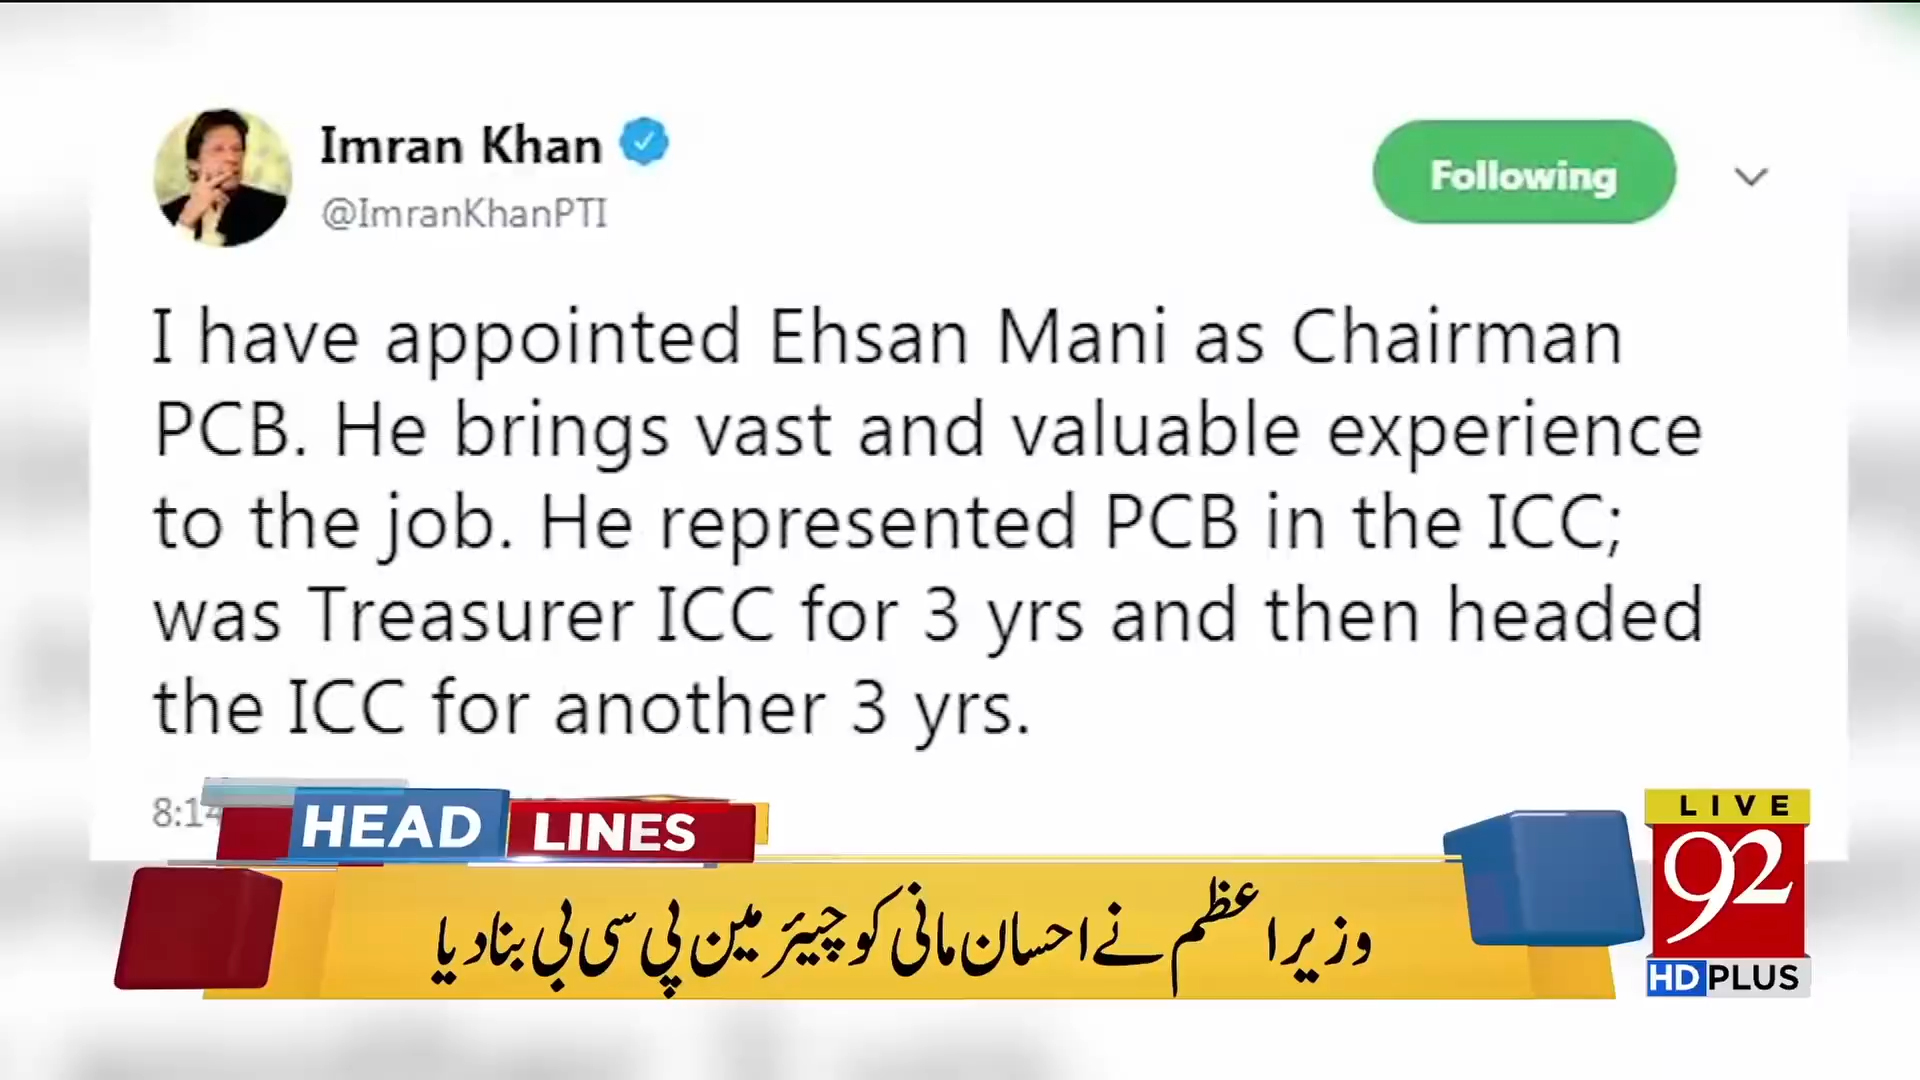 Imran Khan
@ImranKhanPTI
Following
I have appointed Ehsan Mani as Chairman
PCB. He brings vast and valuable experience
to the job. He represented PCB in the ICC;
was Treasurer ICC for 3 yrs and then headed
the ICC for another 3 yrs.
8:14
HEAD LINES
LIVE
92
HD PLUS
وزیراعظم نے احسان مانی کو چیئرمین پی سی بی بنادیا